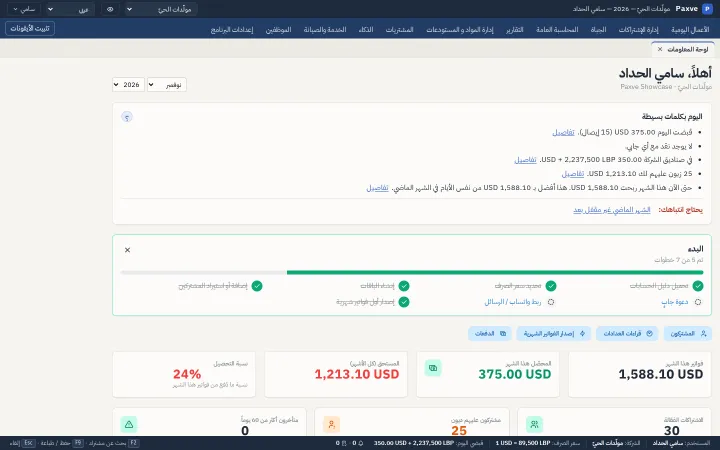 Paxve مولّدات الحيّ — 2026 — سامي الحداد
مولّدات الحيّ
عربي
سامي
الأعمال اليومية إدارة الإشتراكات الجباة المحاسبة العامة التقارير إدارة المواد و المستودعات المشتريات الذكاء الخدمة والصيانة الموظفين إعدادات البرنامج
تثبيت الأيقونات
لوحة المعلومات ×
أهلاً، سامي الحداد
مولّدات الحيّ · Paxve Showcase
نوفمبر 2026
اليوم بكلمات بسيطة
؟
قبضت اليوم 375.00 USD (15 إيصال). تفاصيل
لا يوجد نقد مع أي جابي.
في صناديق الشركة 350.00 USD + 2,237,500 LBP. تفاصيل
25 زبون عليهم لك 1,213.10 USD. تفاصيل
حتى الآن هذا الشهر ربحت 1,588.10 USD. هذا أفضل بـ 1,588.10 USD من نفس الأيام في الشهر الماضي. تفاصيل
يحتاج انتباهك: الشهر الماضي غير مقفل بعد
البدء
×
تم 5 من 7 خطوات
تحميل دليل الحسابات
تحديد سعر الصرف
إنشاء الباقات
إضافة أو استيراد المشتركين
دعوة جابٍ
ربط واتساب / الرسائل
إصدار أول فواتير شهرية
المشتركون
قراءات العدادات
إصدار الفواتير الشهرية
الدفعات
فواتير هذا الشهر
1,588.10 USD
المحصّل هذا الشهر
375.00 USD
المستحق (كل الأشهر)
1,213.10 USD
نسبة التحصيل
24%
نسبة ما دُفع من فواتير هذا الشهر
الاشتراكات الفعّالة
30
مشتركون عليهم ديون
25
متأخرون أكثر من 60 يوماً
0
المستخدم: سامي الحداد
الشركة: مولّدات الحيّ
سعر الصرف: 1 USD = 89,500 LBP
قبضي اليوم: 350.00 USD + 2,237,500 LBP
0
0
F2 بحث عن مشترك
F9 حفظ / طباعة
Esc إلغاء